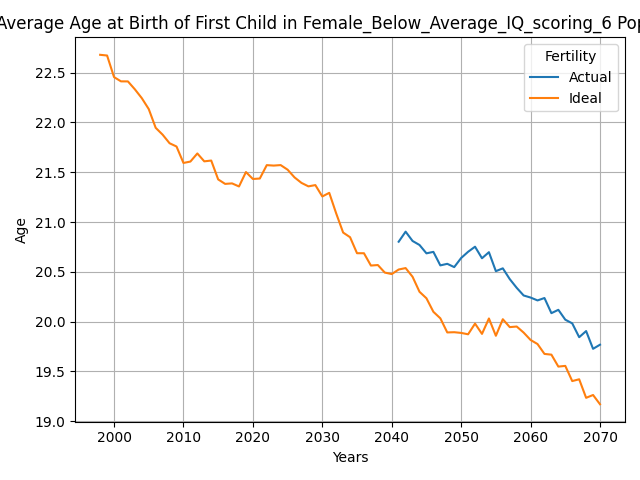 Average Age at Birth of First Child in Female_Below_Average_IQ_scoring_6 Pop
Fertility
Actual
Ideal
22.5
22.0
21.5
21.0
20.5
20.0
19.5
19.0
Age
2000 2010 2020 2030 2040 2050 2060 2070
Years